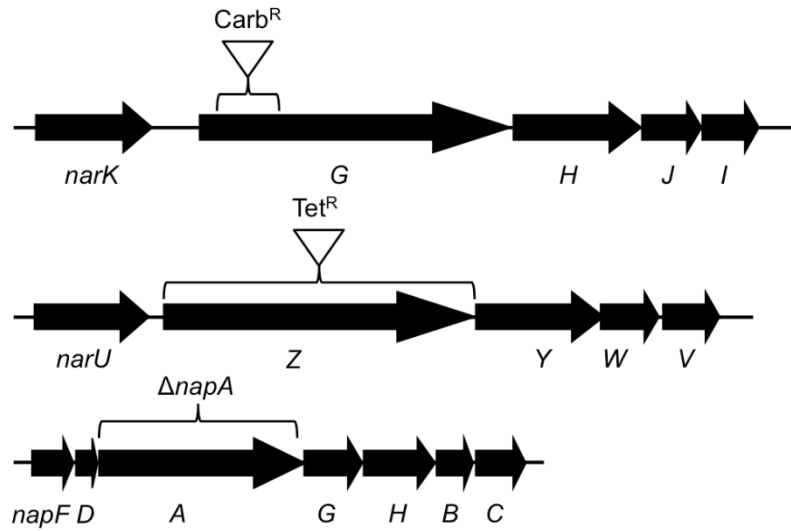 Carbᴿ
narK G H J I
Tetᴿ
narU Z Y W V
ΔnapA
napF D A G H B C